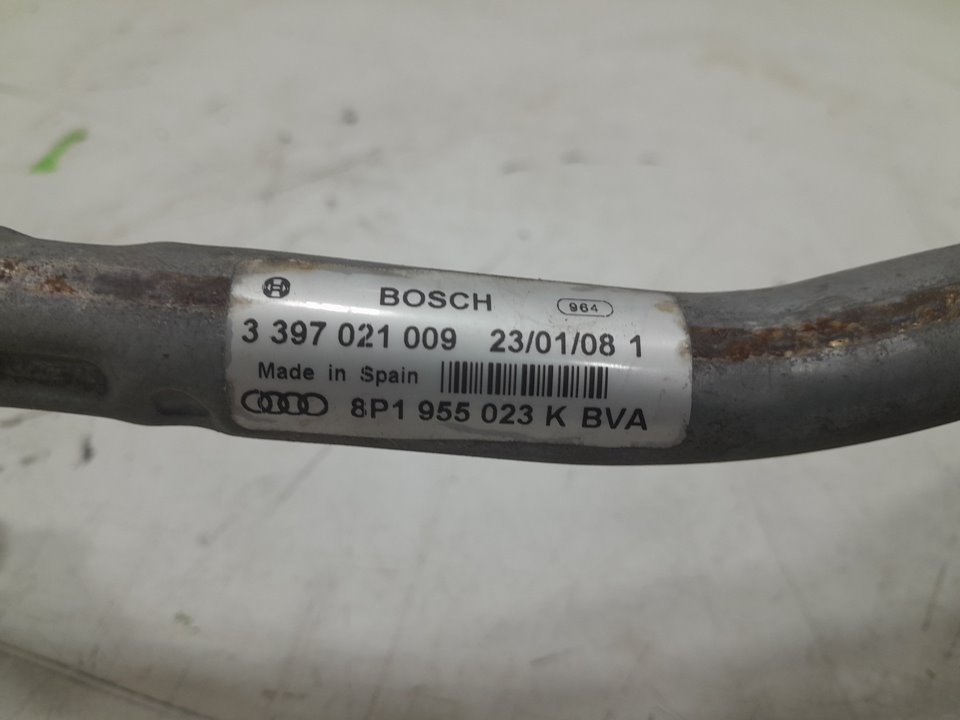 BOSCH 964
3 397 021 009 23/01/08 1
Made in Spain
8P1 955 023 K BVA